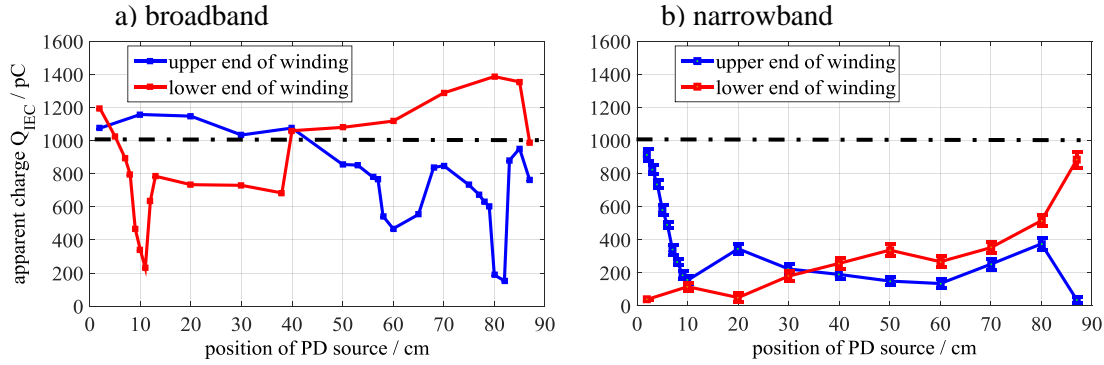 a) broadband
b) narrowband
1600
1400
1200
1000
800
600
400
200
0
apparent charge Q_IEC / pC
upper end of winding
lower end of winding
0 10 20 30 40 50 60 70 80 90
position of PD source / cm
1600
1400
1200
1000
800
600
400
200
0
upper end of winding
lower end of winding
0 10 20 30 40 50 60 70 80 90
position of PD source / cm